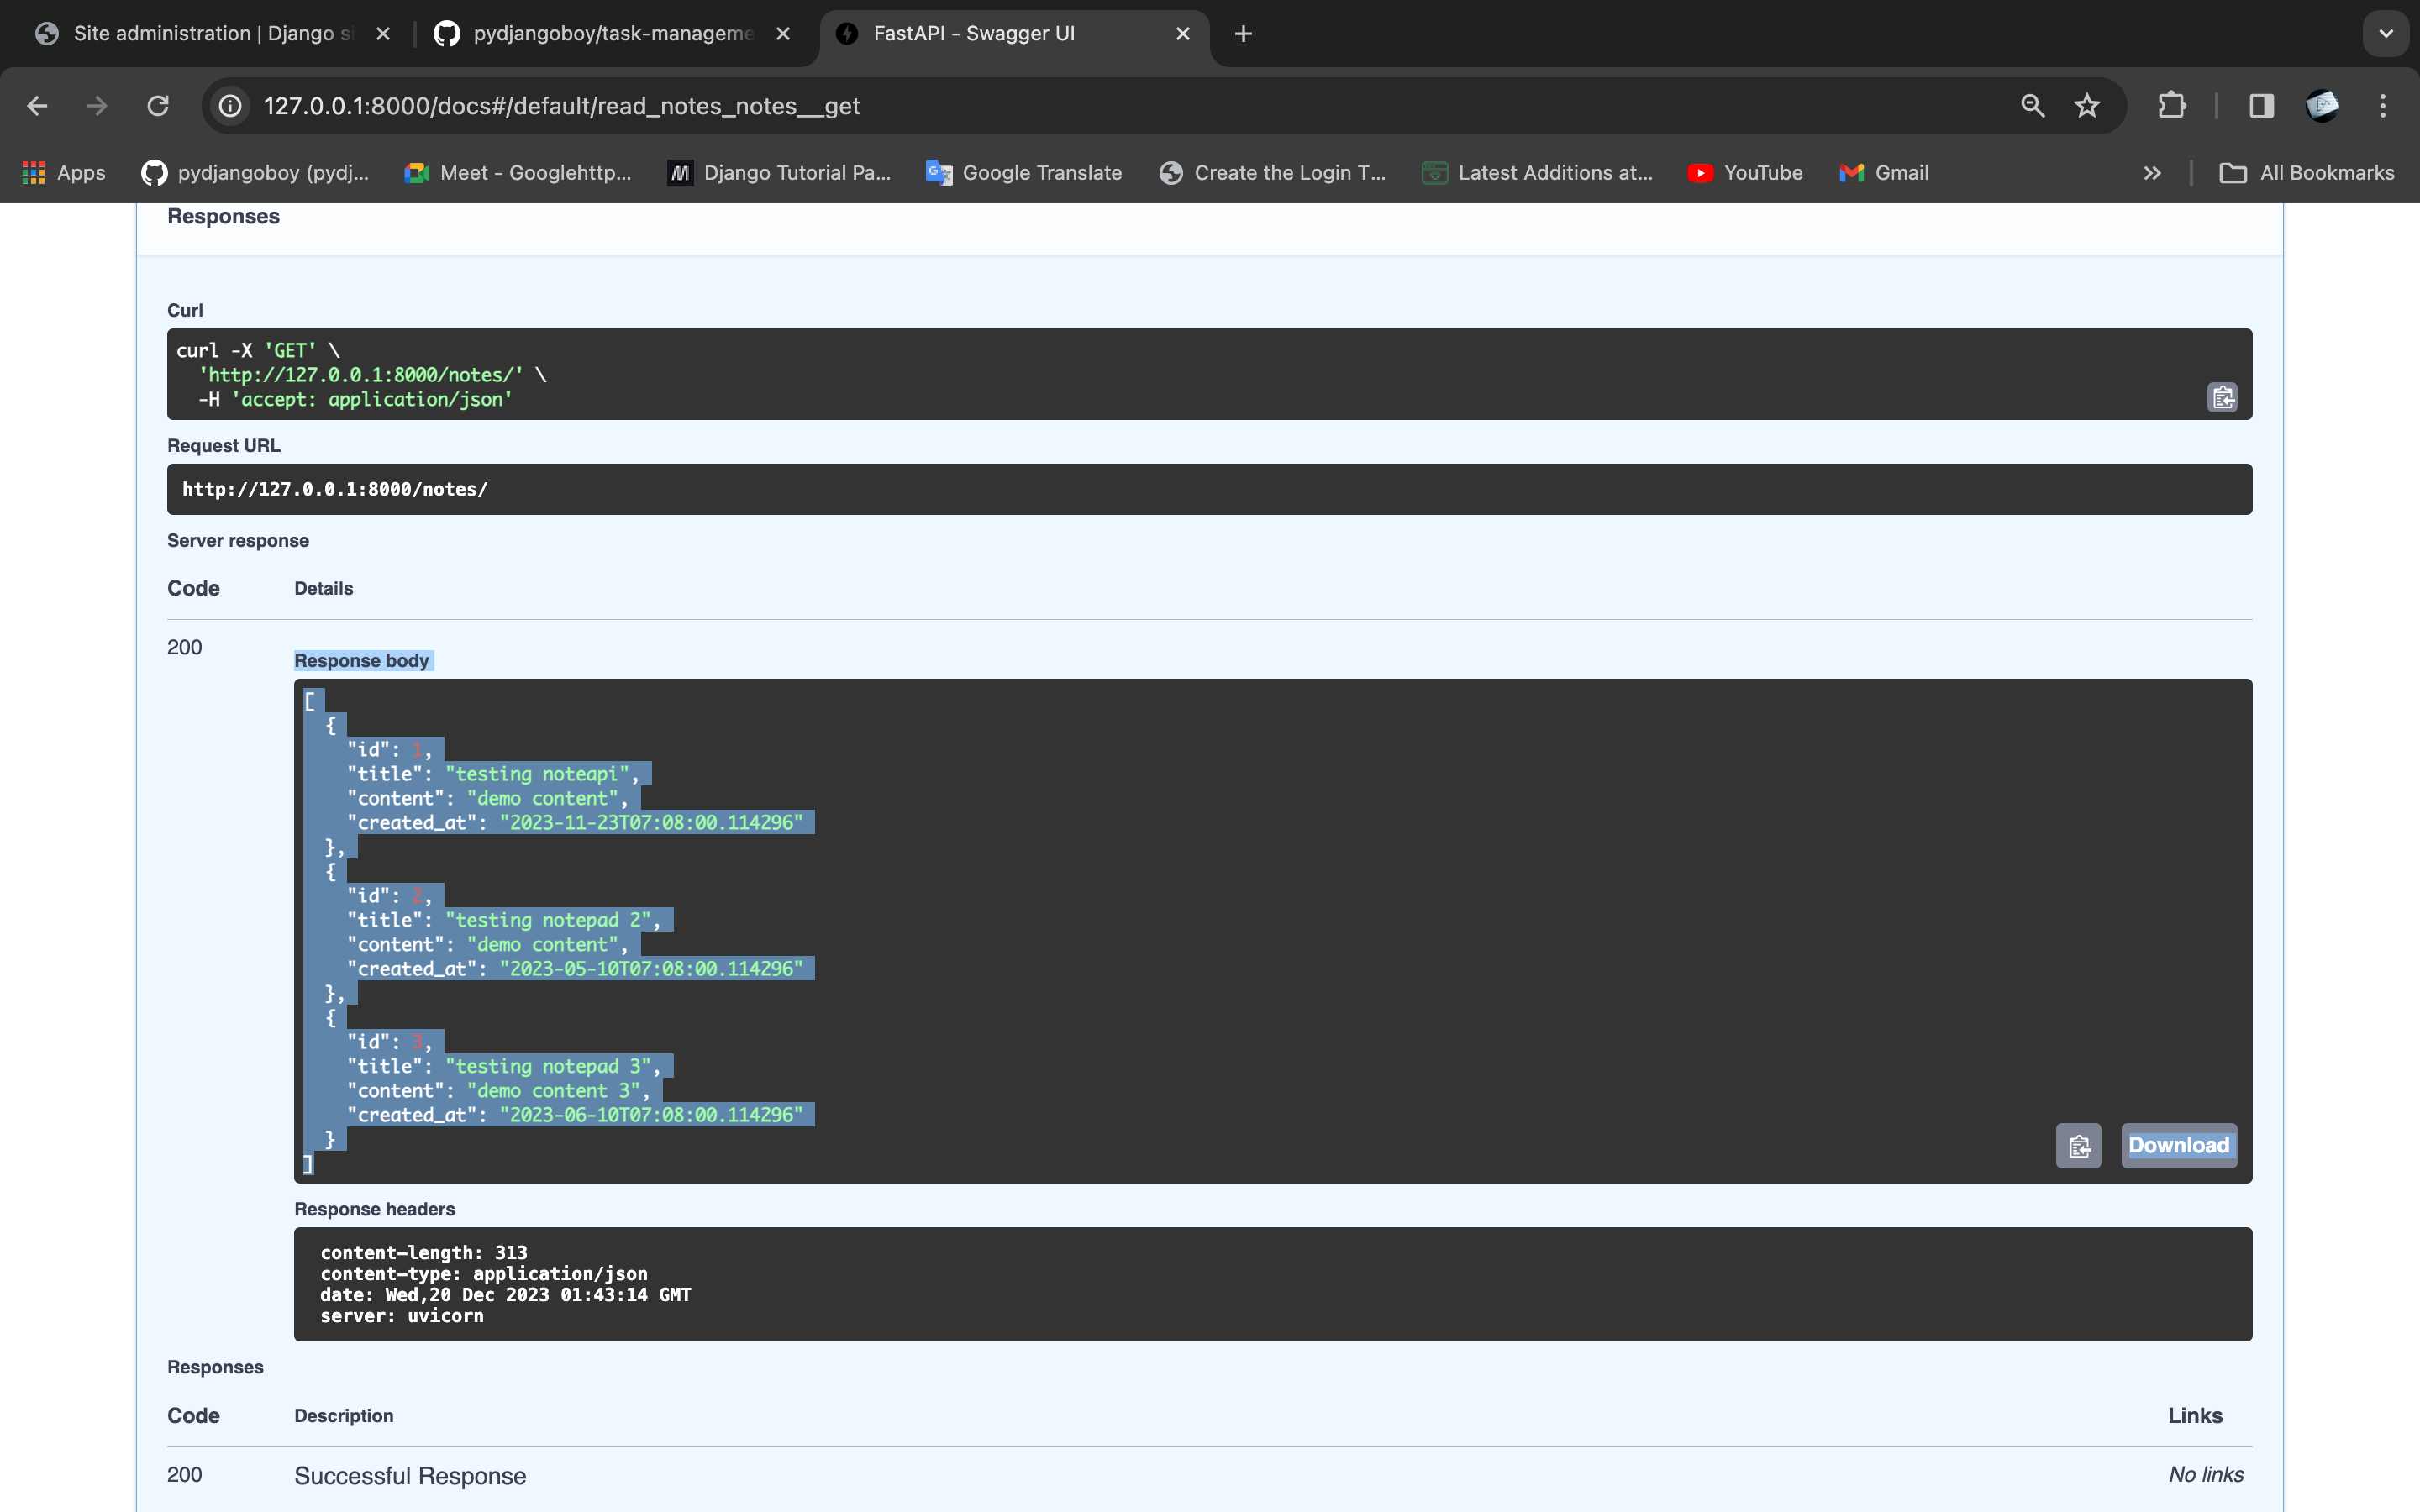 Site administration | Django si
pydjangoboy/task-manageme
FastAPI - Swagger UI
127.0.0.1:8000/docs#/default/read_notes_notes__get
Apps
pydjangoboy (pydj...
Meet - Googlehttp...
Django Tutorial Pa...
Google Translate
Create the Login T...
Latest Additions at...
YouTube
Gmail
All Bookmarks
Responses
Curl
curl -X 'GET' \
  'http://127.0.0.1:8000/notes/' \
  -H 'accept: application/json'
Request URL
http://127.0.0.1:8000/notes/
Server response
Code Details
200
Response body
[
  {
    "id": 1,
    "title": "testing noteapi",
    "content": "demo content",
    "created_at": "2023-11-23T07:08:00.114296"
  },
  {
    "id": 2,
    "title": "testing notepad 2",
    "content": "demo content",
    "created_at": "2023-05-10T07:08:00.114296"
  },
  {
    "id": 3,
    "title": "testing notepad 3",
    "content": "demo content 3",
    "created_at": "2023-06-10T07:08:00.114296"
  }
]
Download
Response headers
content-length: 313
content-type: application/json
date: Wed,20 Dec 2023 01:43:14 GMT
server: uvicorn
Responses
Code Description Links
200 Successful Response No links